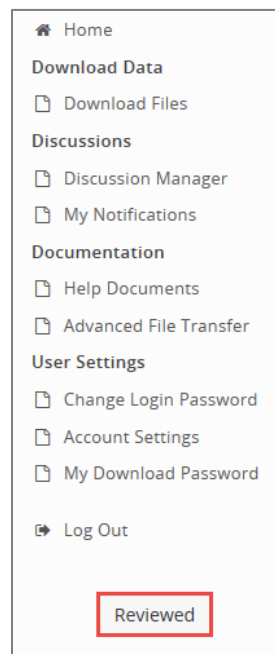 Home
Download Data
Download Files
Discussions
Discussion Manager
My Notifications
Documentation
Help Documents
Advanced File Transfer
User Settings
Change Login Password
Account Settings
My Download Password
Log Out
Reviewed